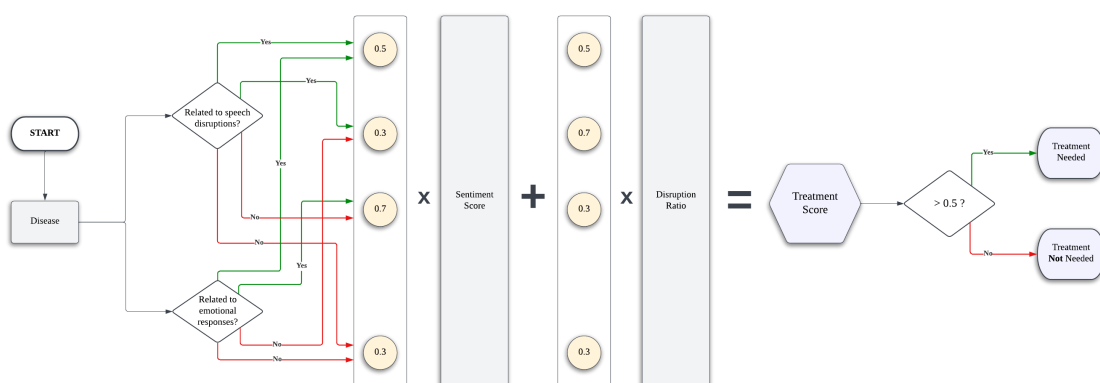 START
Disease
Related to speech
disruptions?
Related to
emotional
responses?
Yes
Yes
Yes
No
No
Yes
No
No
0.5
0.3
0.7
0.3
x
Sentiment
Score
+
0.5
0.7
0.3
0.3
x
Disruption
Ratio
=
Treatment
Score
> 0.5 ?
Yes
No
Treatment
Needed
Treatment
Not Needed